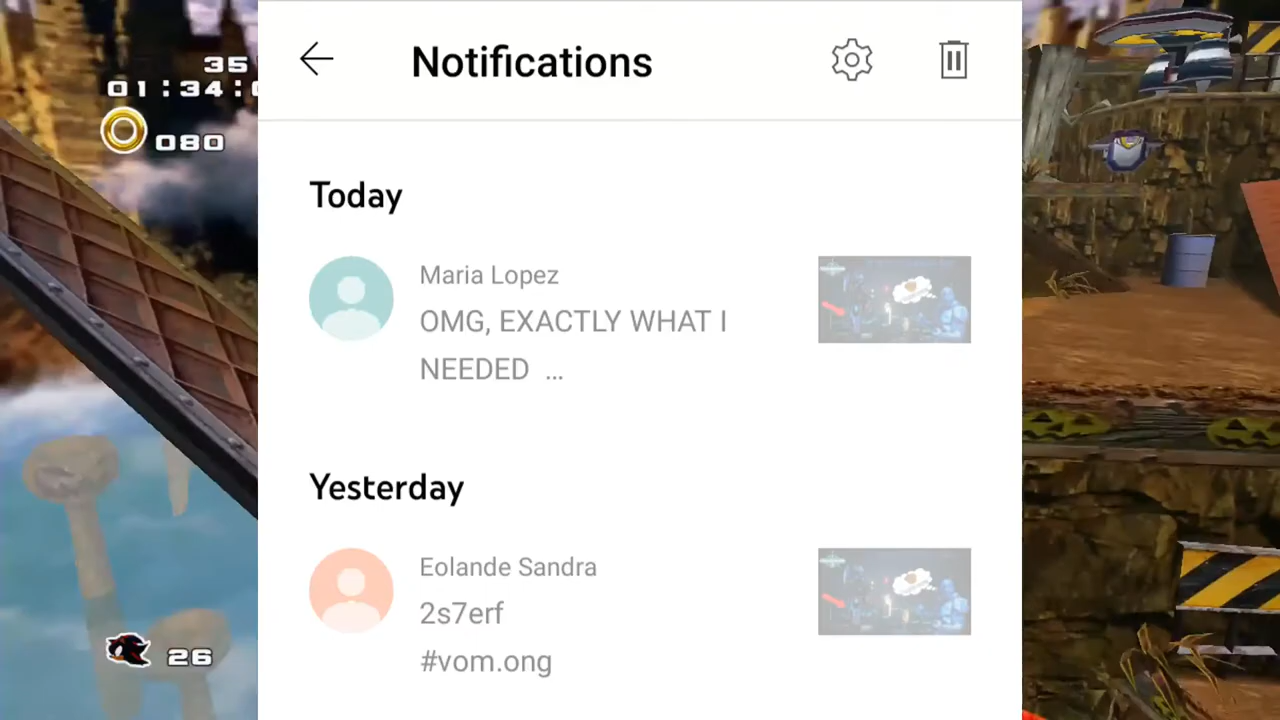 Notifications
35
01:34:
080
Today
Maria Lopez
OMG, EXACTLY WHAT I
NEEDED ...
Yesterday
Eolande Sandra
2s7erf
#vom.ong
26